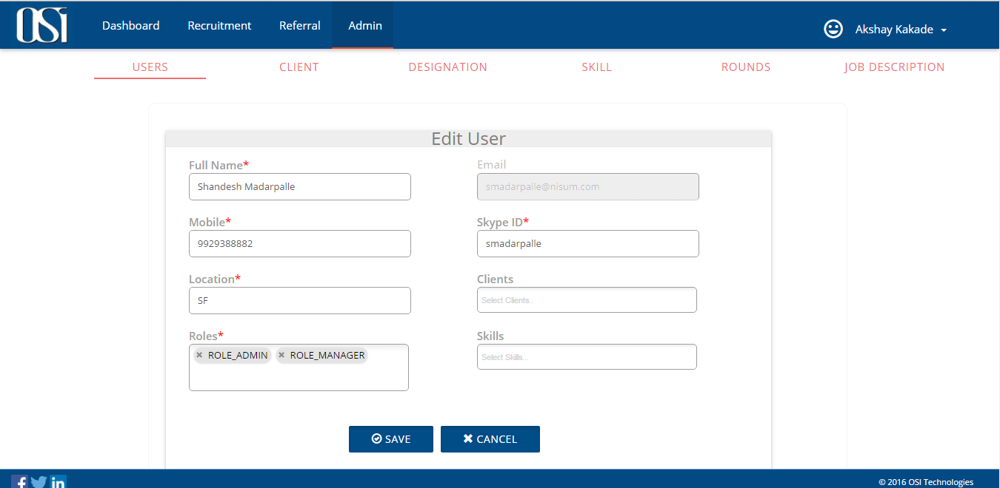 OSi Dashboard Recruitment Referral Admin Akshay Kakade
USERS CLIENT DESIGNATION SKILL ROUNDS JOB DESCRIPTION
Edit User
Full Name* Email
Shandesh Madarpalle smadarpalle@nisum.com
Mobile* Skype ID*
9929388882 smadarpalle
Location* Clients
SF Select Clients..
Roles* Skills
× ROLE_ADMIN × ROLE_MANAGER Select Skills...
SAVE CANCEL
f in © 2016 OSI Technologies